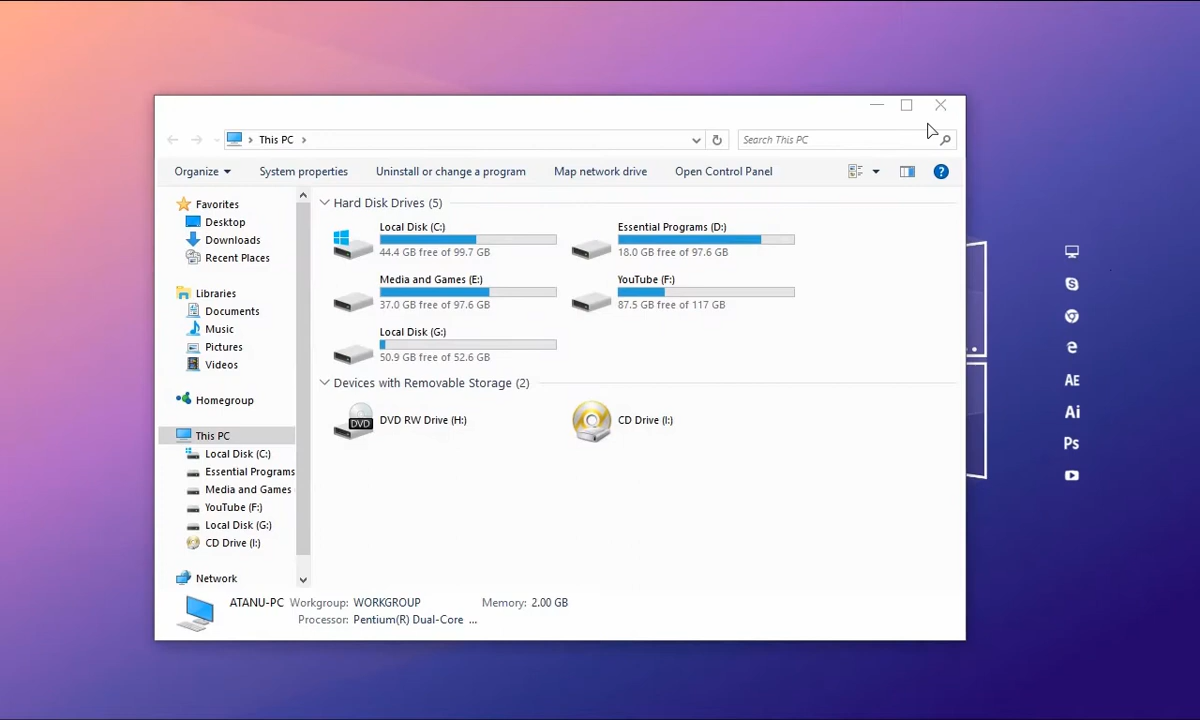 This PC
Search This PC
Organize
System properties
Uninstall or change a program
Map network drive
Open Control Panel
?
Favorites
Desktop
Downloads
Recent Places
Libraries
Documents
Music
Pictures
Videos
Homegroup
This PC
Local Disk (C:)
Essential Programs
Media and Games
YouTube (F:)
Local Disk (G:)
CD Drive (I:)
Network
Hard Disk Drives (5)
Local Disk (C:)
44.4 GB free of 99.7 GB
Essential Programs (D:)
18.0 GB free of 97.6 GB
Media and Games (E:)
37.0 GB free of 97.6 GB
YouTube (F:)
87.5 GB free of 117 GB
Local Disk (G:)
50.9 GB free of 52.6 GB
Devices with Removable Storage (2)
DVD
DVD RW Drive (H:)
CD Drive (I:)
ATANU-PC Workgroup: WORKGROUP Memory: 2.00 GB
Processor: Pentium(R) Dual-Core ...
AE
Ai
Ps